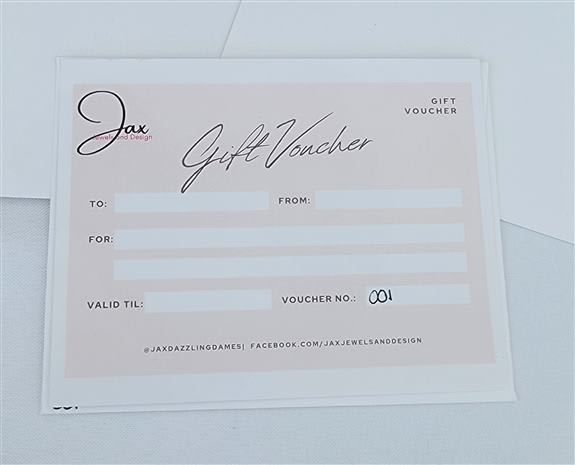 Jax
Jewels and Design
GIFT
VOUCHER
Gift Voucher
TO:
FROM:
FOR:
VALID TIL:
VOUCHER NO.: 001
@JAXDAZZLINGDAMES| FACEBOOK.COM/JAXJEWELSANDDESIGN